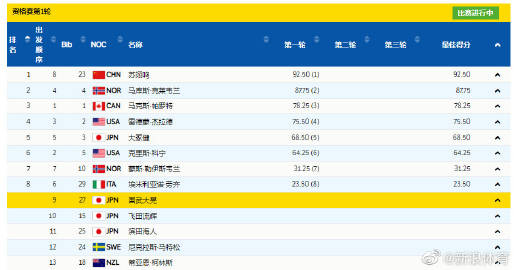 资格赛第1轮 比赛进行中
排名 出发顺序 Bib NOC 名称 第一轮 第二轮 第三轮 最佳得分
1 8 23 CHN 苏翊鸣 92.50 (1) 92.50
2 4 4 NOR 马库斯·克莱韦兰 87.75 (2) 87.75
3 1 1 CAN 马克斯·帕罗特 78.25 (3) 78.25
4 3 2 USA 雷德蒙·杰拉德 75.50 (4) 75.50
5 5 3 JPN 大冢健 68.50 (5) 68.50
6 2 5 USA 克里斯·科宁 64.25 (6) 64.25
7 7 10 NOR 蒙斯·勒伊斯韦兰 31.25 (7) 31.25
8 6 29 ITA 埃米利亚诺·劳齐 23.50 (8) 23.50
9 27 JPN 国武大晃
10 15 JPN 飞田流辉
11 25 JPN 滨田海人
12 24 SWE 尼克拉斯·马特松
13 18 NZL 蒂亚恩·柯林斯
@新浪体育